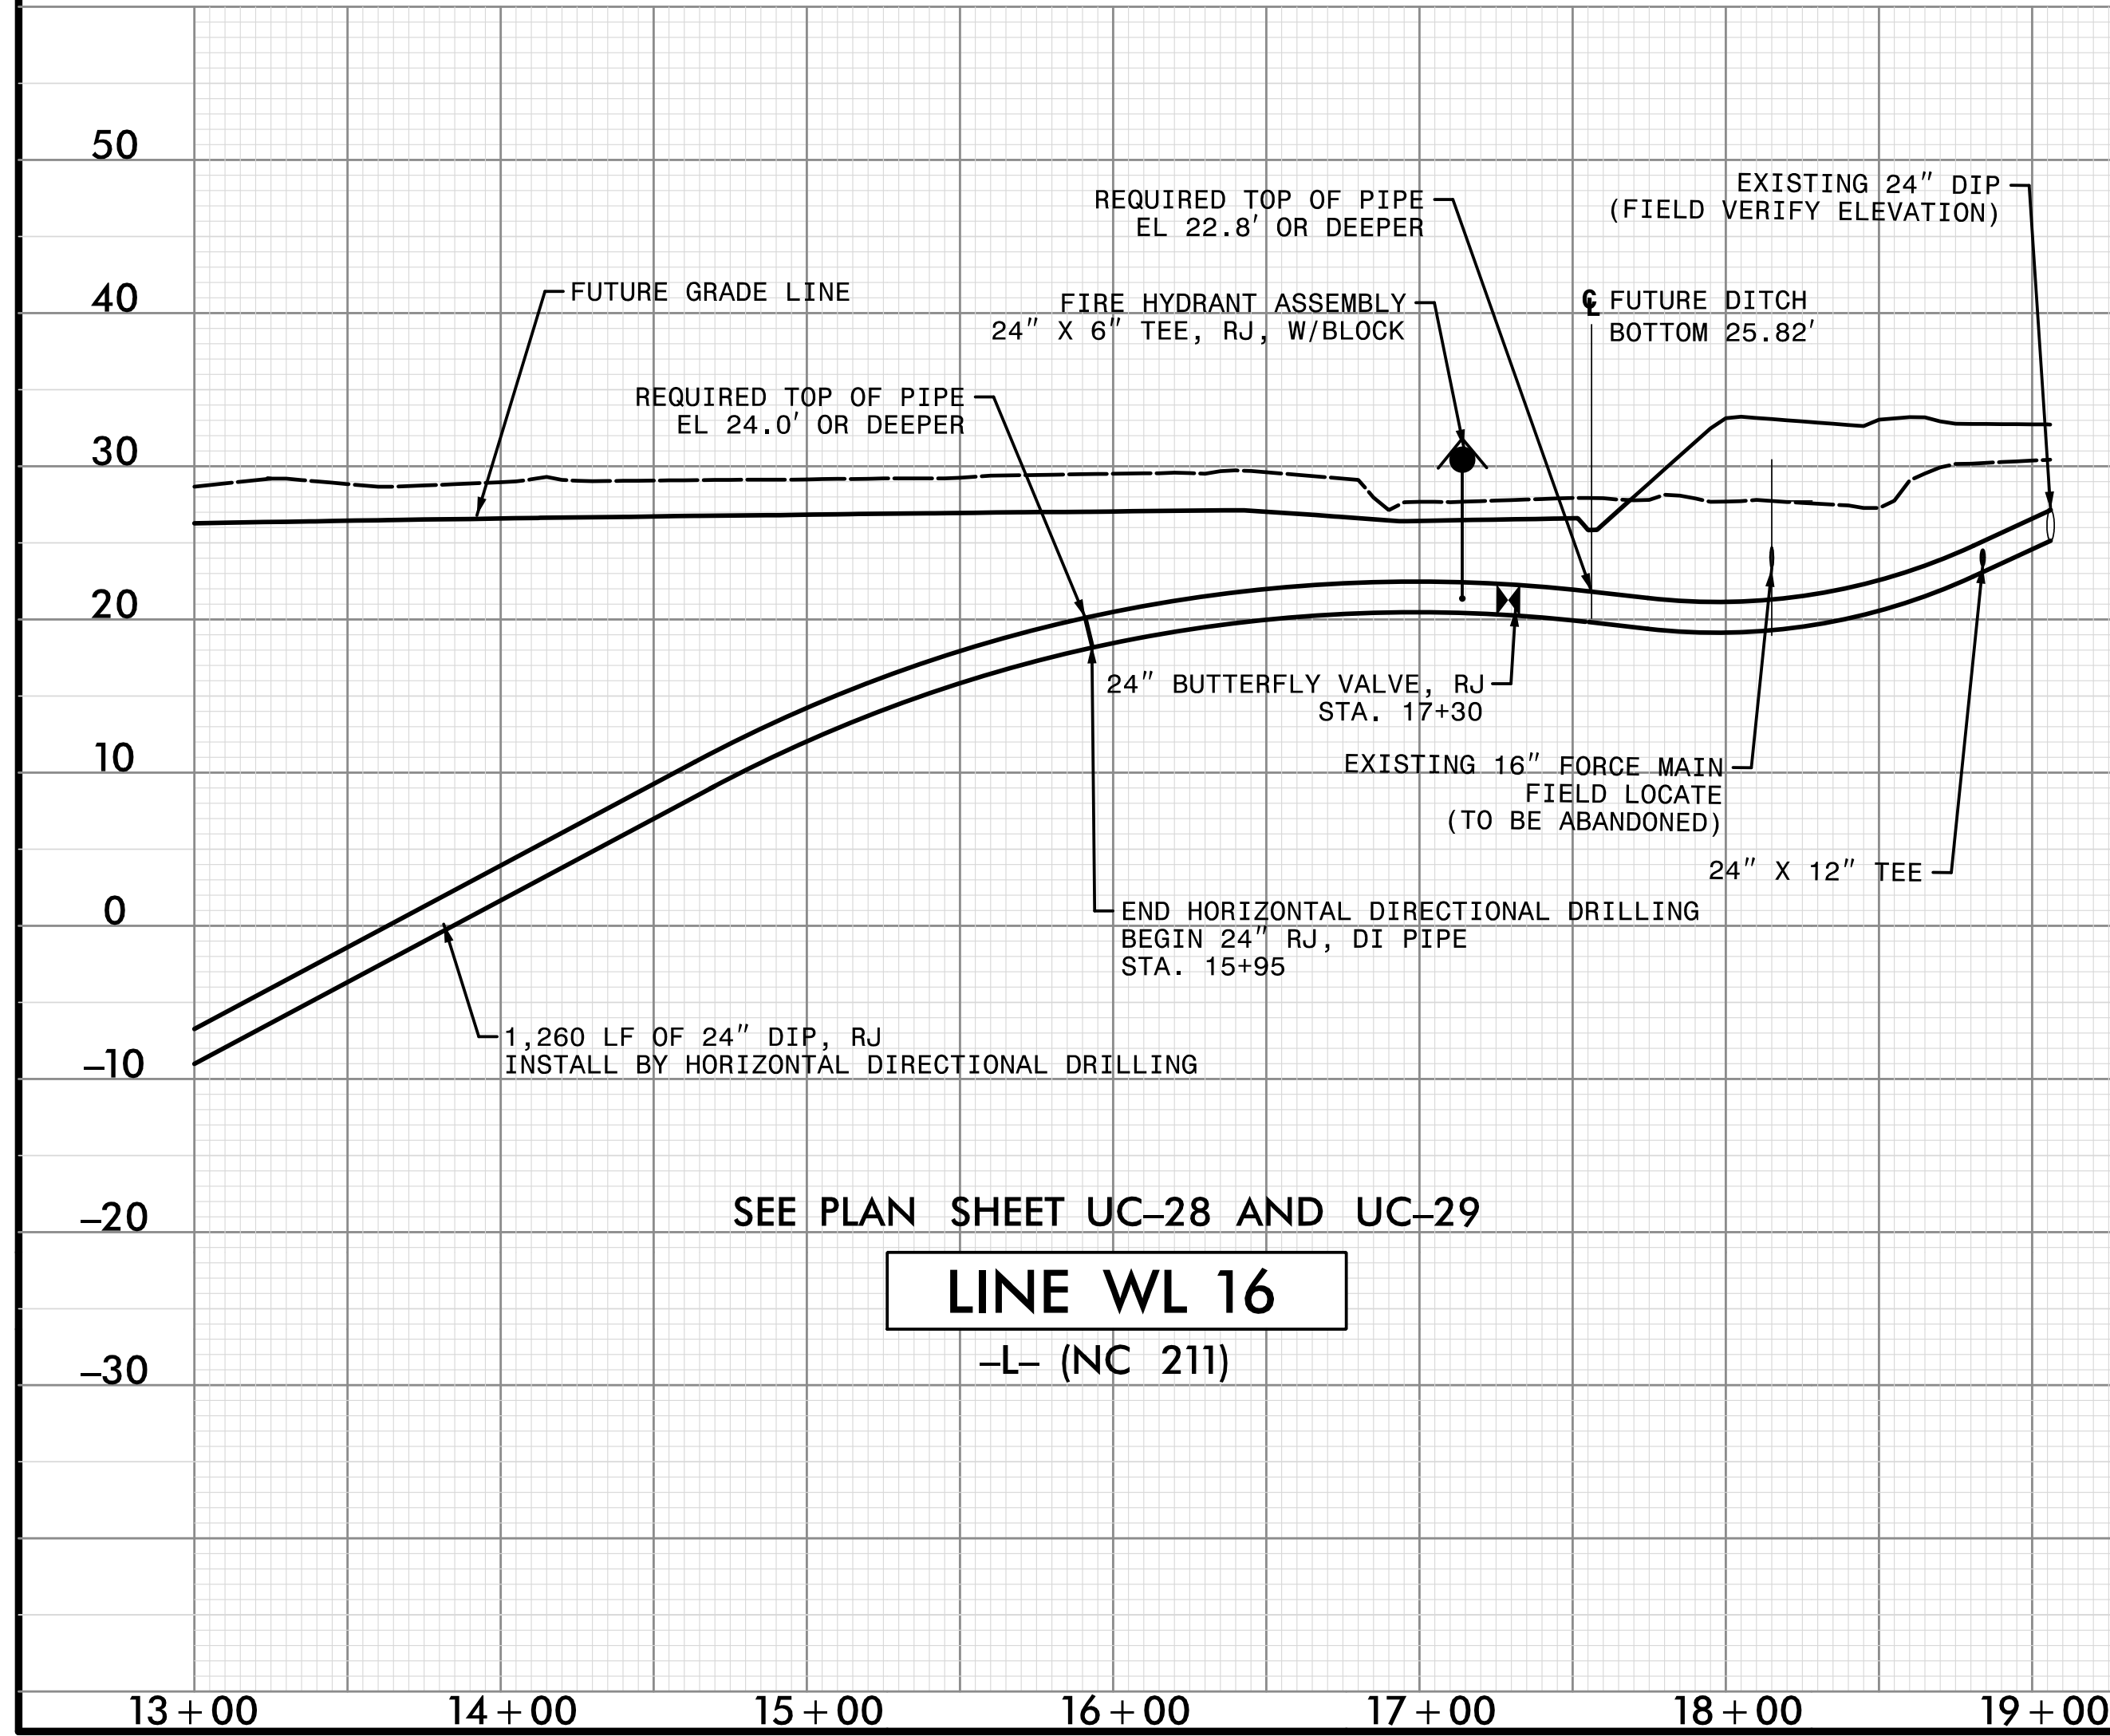 50
REQUIRED TOP OF PIPE
EL 22.8' OR DEEPER
EXISTING 24" DIP
(FIELD VERIFY ELEVATION)
40
FUTURE GRADE LINE
FIRE HYDRANT ASSEMBLY
24" X 6" TEE, RJ, W/BLOCK
℄ FUTURE DITCH
BOTTOM 25.82'
REQUIRED TOP OF PIPE
EL 24.0' OR DEEPER
30
20
24" BUTTERFLY VALVE, RJ
STA. 17+30
10
EXISTING 16" FORCE MAIN
FIELD LOCATE
(TO BE ABANDONED)
24" X 12" TEE
0
END HORIZONTAL DIRECTIONAL DRILLING
BEGIN 24" RJ, DI PIPE
STA. 15+95
1,260 LF OF 24" DIP, RJ
INSTALL BY HORIZONTAL DIRECTIONAL DRILLING
–10
–20
SEE PLAN SHEET UC–28 AND UC–29
LINE WL 16
–L– (NC 211)
–30
13+00 14+00 15+00 16+00 17+00 18+00 19+00